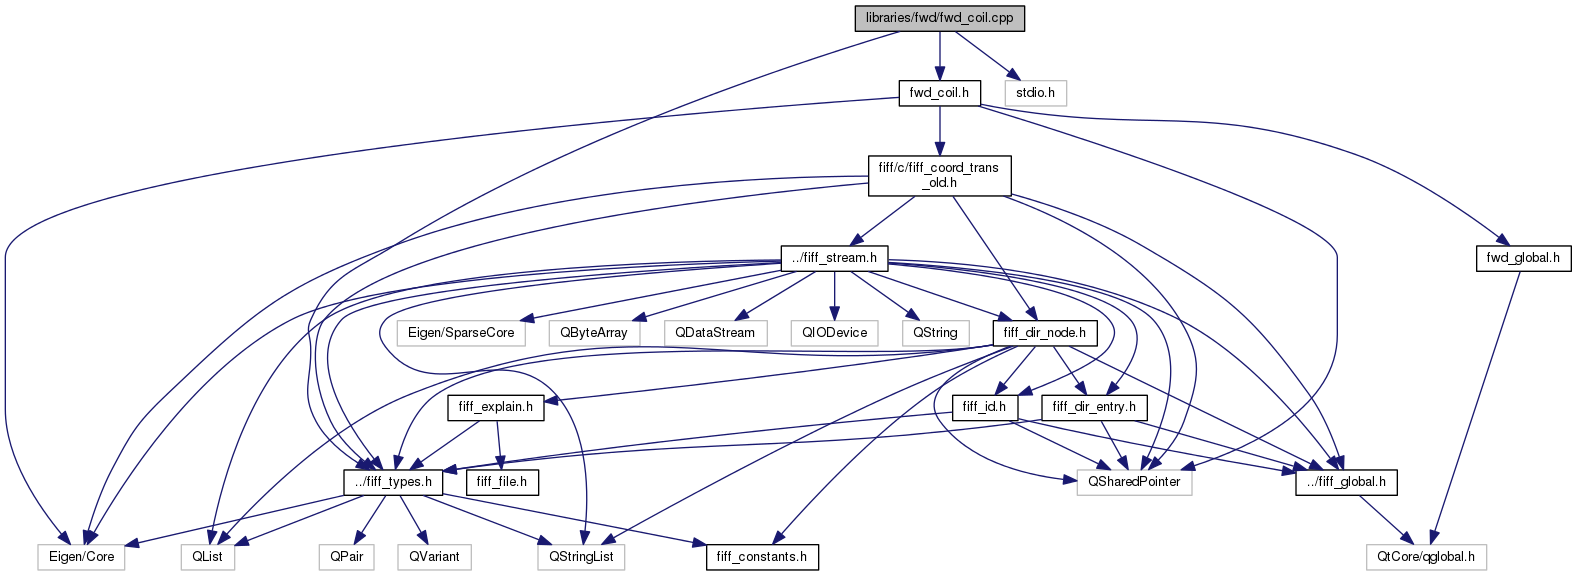 libraries/fwd/fwd_coil.cpp
fwd_coil.h
stdio.h
fiff/c/fiff_coord_trans
_old.h
../fiff_stream.h
fwd_global.h
Eigen/SparseCore
QByteArray
QDataStream
QIODevice
QString
fiff_dir_node.h
fiff_explain.h
fiff_id.h
fiff_dir_entry.h
../fiff_types.h
fiff_file.h
QSharedPointer
../fiff_global.h
Eigen/Core
QList
QPair
QVariant
QStringList
fiff_constants.h
QtCore/qglobal.h